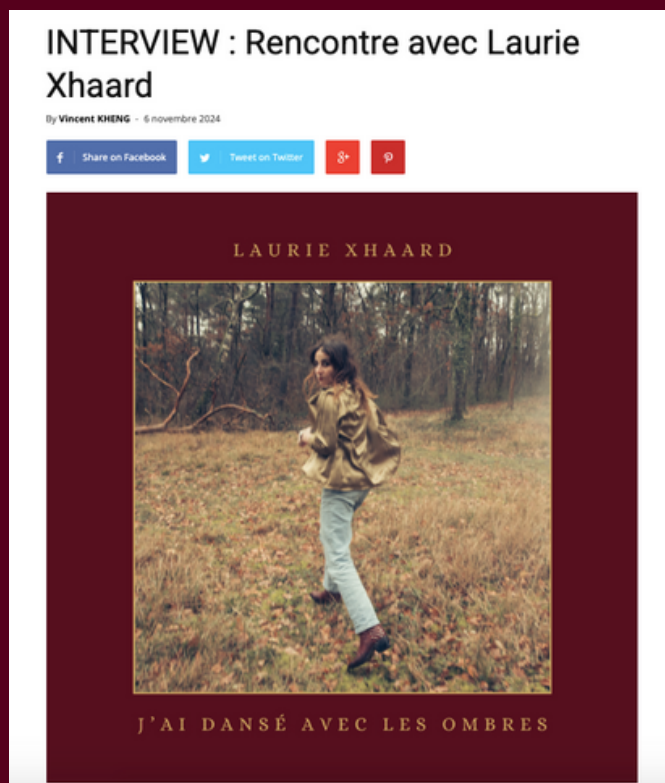 INTERVIEW : Rencontre avec Laurie
Xhaard
By Vincent KHENG - 6 novembre 2024
f Share on Facebook
Tweet on Twitter
8+
LAURIE XHAARD
J'AI DANSÉ AVEC LES OMBRES